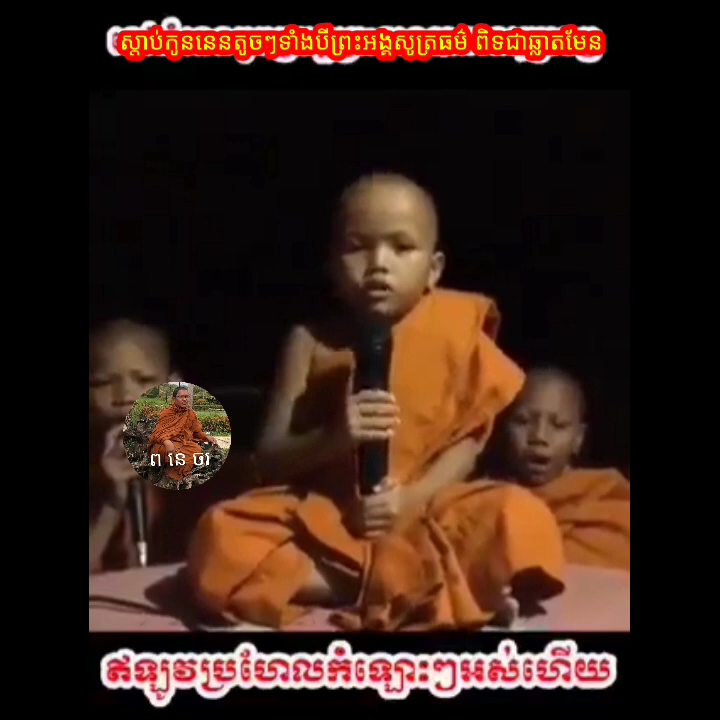 ស្តាប់កូននេនតូចៗទាំងបីព្រះអង្គសូត្រធម៌ ពិទជាឆ្លាតមែន
ព នេ ចរ
ឥឡូវប្រហែលកំឡោះៗអស់ហើយ